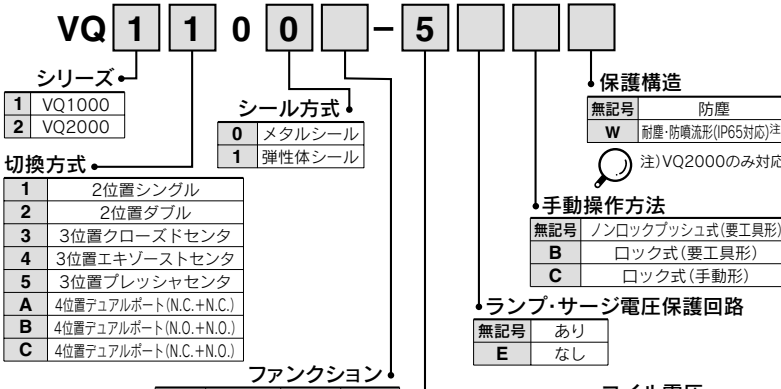 VQ 1 1 0 0 - 5
シリーズ
1 VQ1000
2 VQ2000
シール方式
0 メタルシール
1 弾性体シール
保護構造
無記号 防塵
W 耐塵・防噴流形(IP65対応)注
注)VQ2000のみ対応
切換方式
1 2位置シングル
2 2位置ダブル
3 3位置クローズドセンタ
4 3位置エキゾーストセンタ
5 3位置プレッシャセンタ
A 4位置デュアルポート(N.C.+N.C.)
B 4位置デュアルポート(N.O.+N.O.)
C 4位置デュアルポート(N.C.+N.O.)
手動操作方法
無記号 ノンロックプッシュ式(要工具形)
B ロック式(要工具形)
C ロック式(手動形)
ランプ・サージ電圧保護回路
無記号 あり
E なし
ファンクション